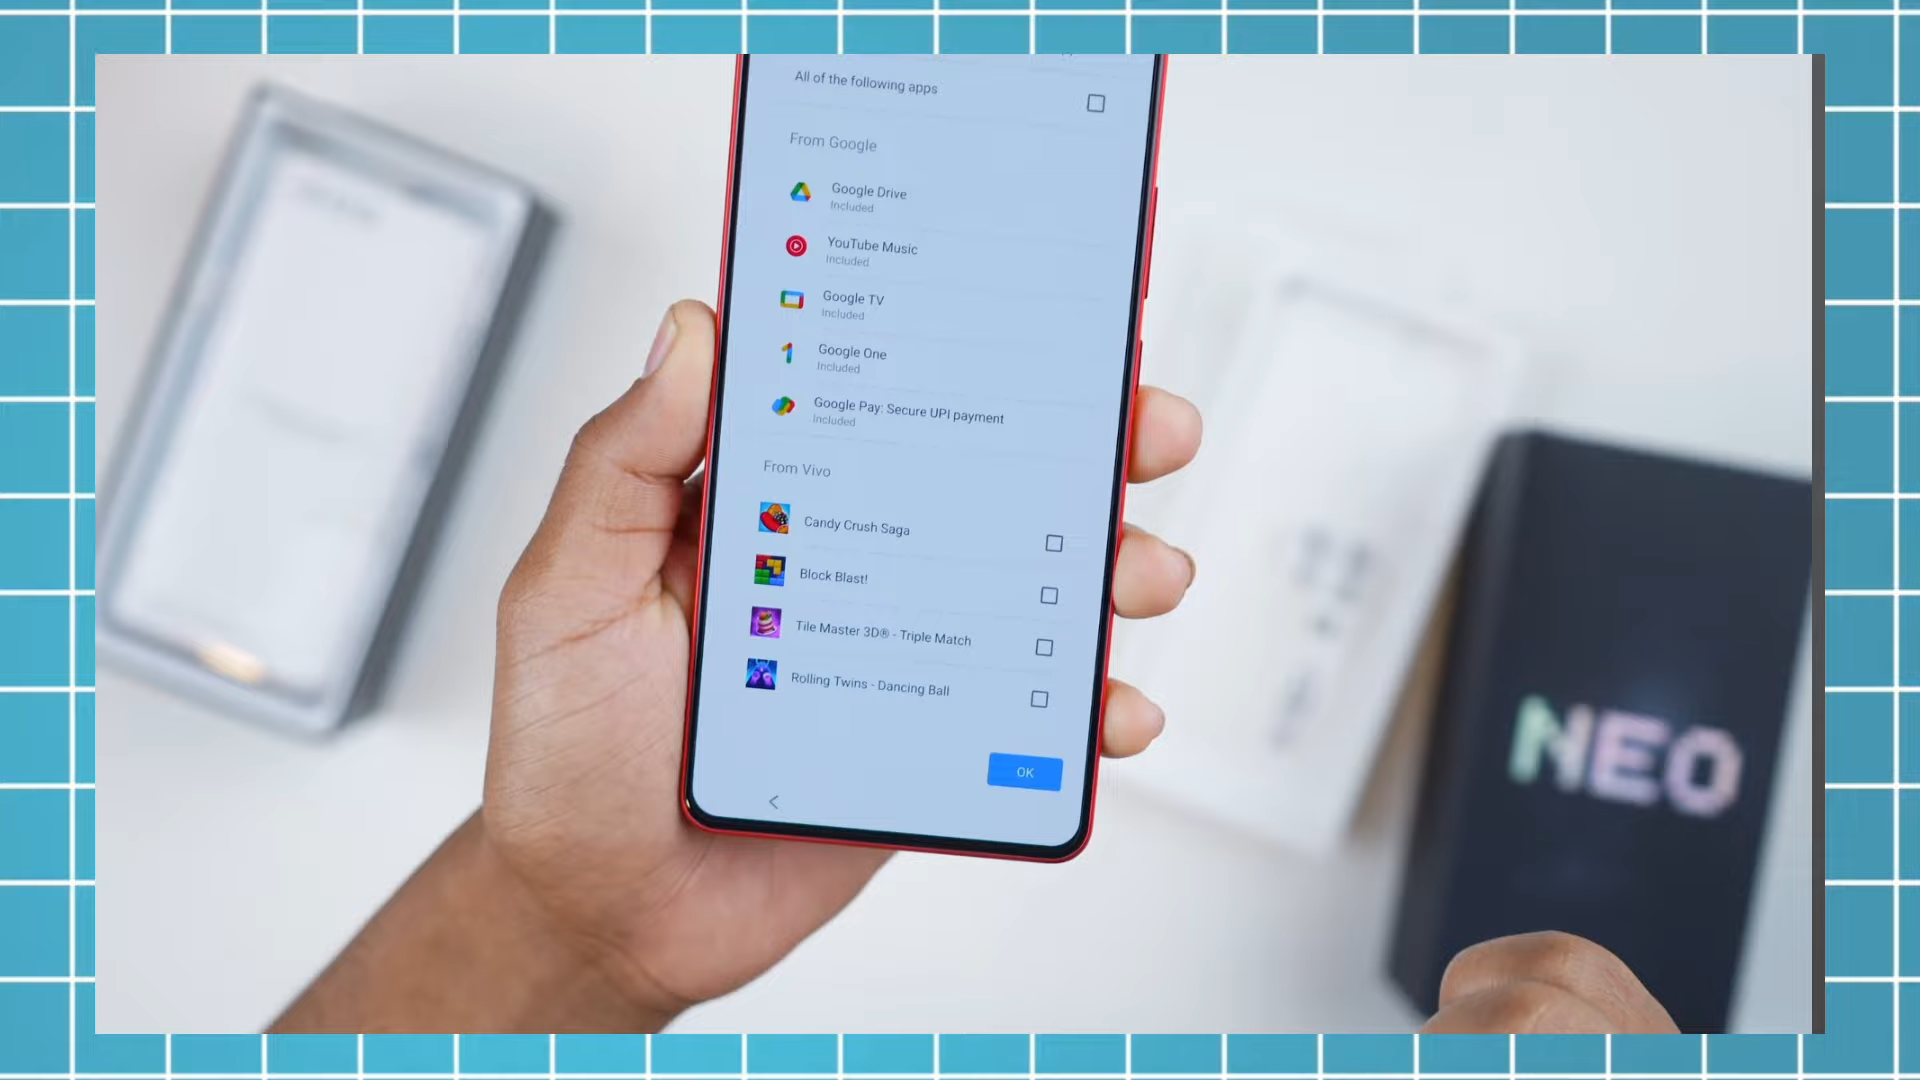 All of the following apps
From Google
Google Drive
Included
YouTube Music
Included
Google TV
Included
Google One
Included
Google Pay: Secure UPI payment
Included
From Vivo
Candy Crush Saga
Block Blast!
Tile Master 3D® - Triple Match
Rolling Twins - Dancing Ball
OK
NEO